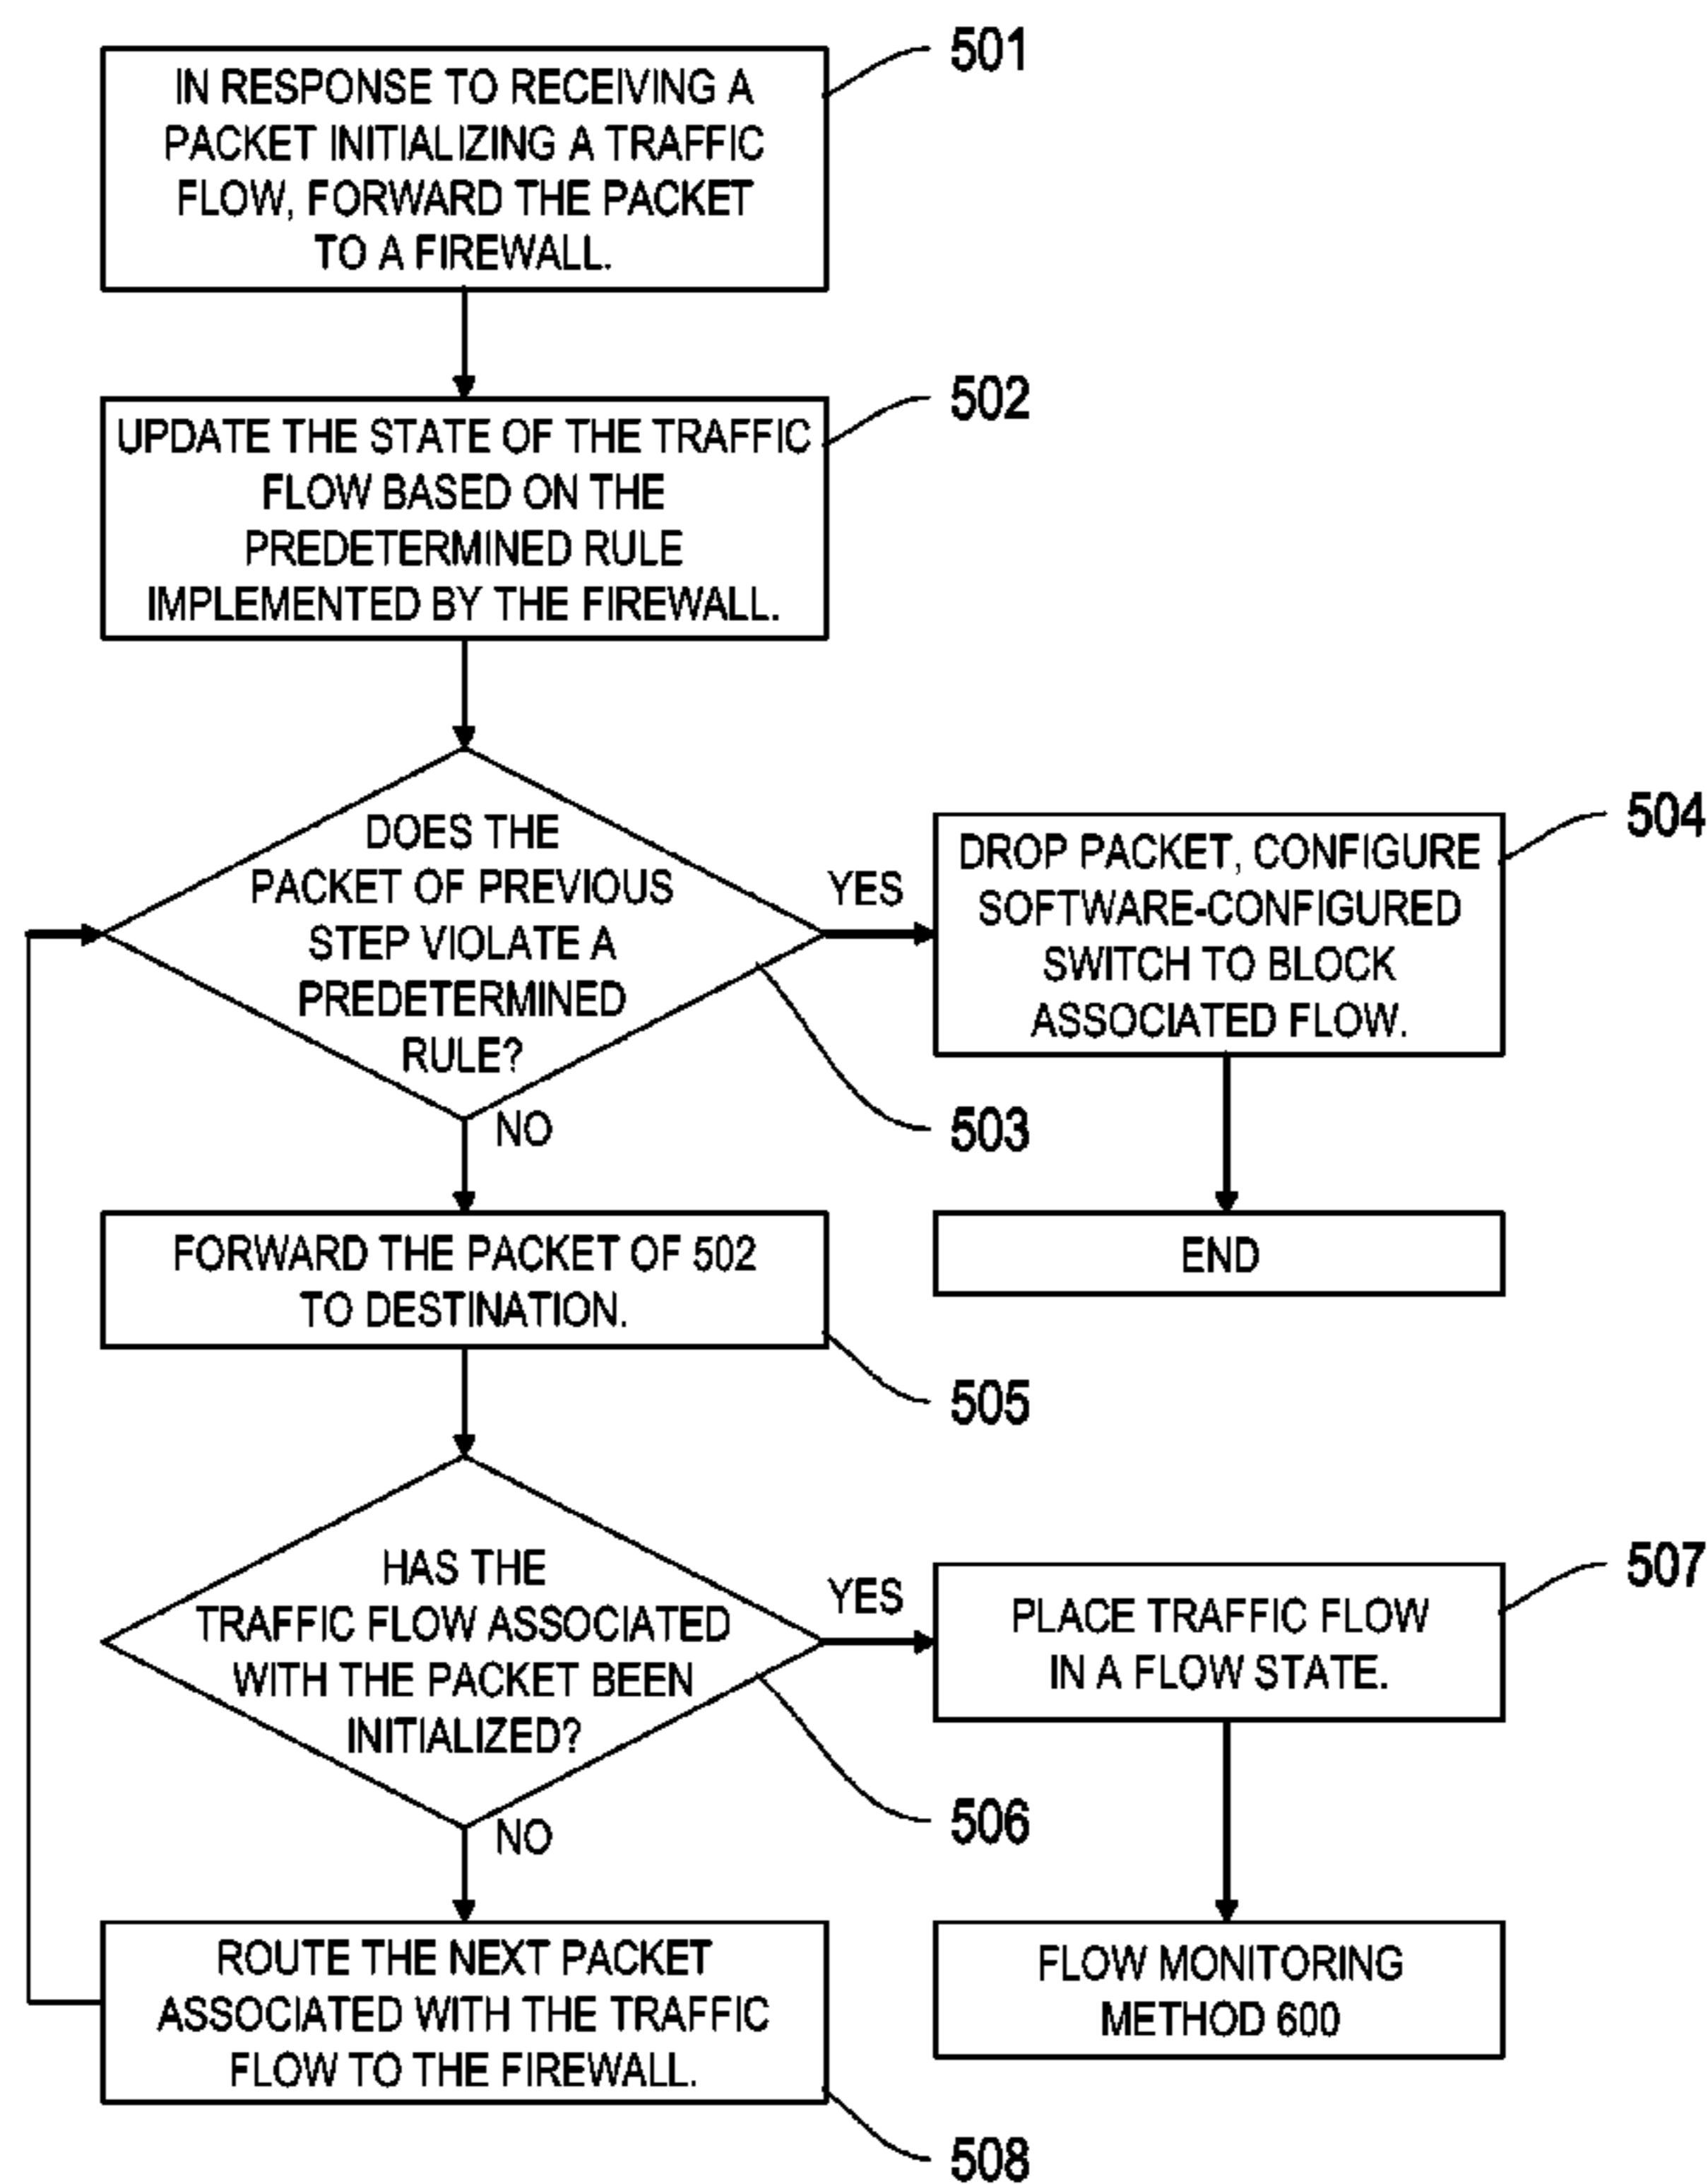 501
IN RESPONSE TO RECEIVING A
PACKET INITIALIZING A TRAFFIC
FLOW, FORWARD THE PACKET
TO A FIREWALL.
502
UPDATE THE STATE OF THE TRAFFIC
FLOW BASED ON THE
PREDETERMINED RULE
IMPLEMENTED BY THE FIREWALL.
DOES THE
PACKET OF PREVIOUS
STEP VIOLATE A
PREDETERMINED
RULE?
503
YES
504
DROP PACKET, CONFIGURE
SOFTWARE-CONFIGURED
SWITCH TO BLOCK
ASSOCIATED FLOW.
END
NO
FORWARD THE PACKET OF 502
TO DESTINATION.
505
HAS THE
TRAFFIC FLOW ASSOCIATED
WITH THE PACKET BEEN
INITIALIZED?
506
YES
507
PLACE TRAFFIC FLOW
IN A FLOW STATE.
FLOW MONITORING
METHOD 600
NO
ROUTE THE NEXT PACKET
ASSOCIATED WITH THE TRAFFIC
FLOW TO THE FIREWALL.
508